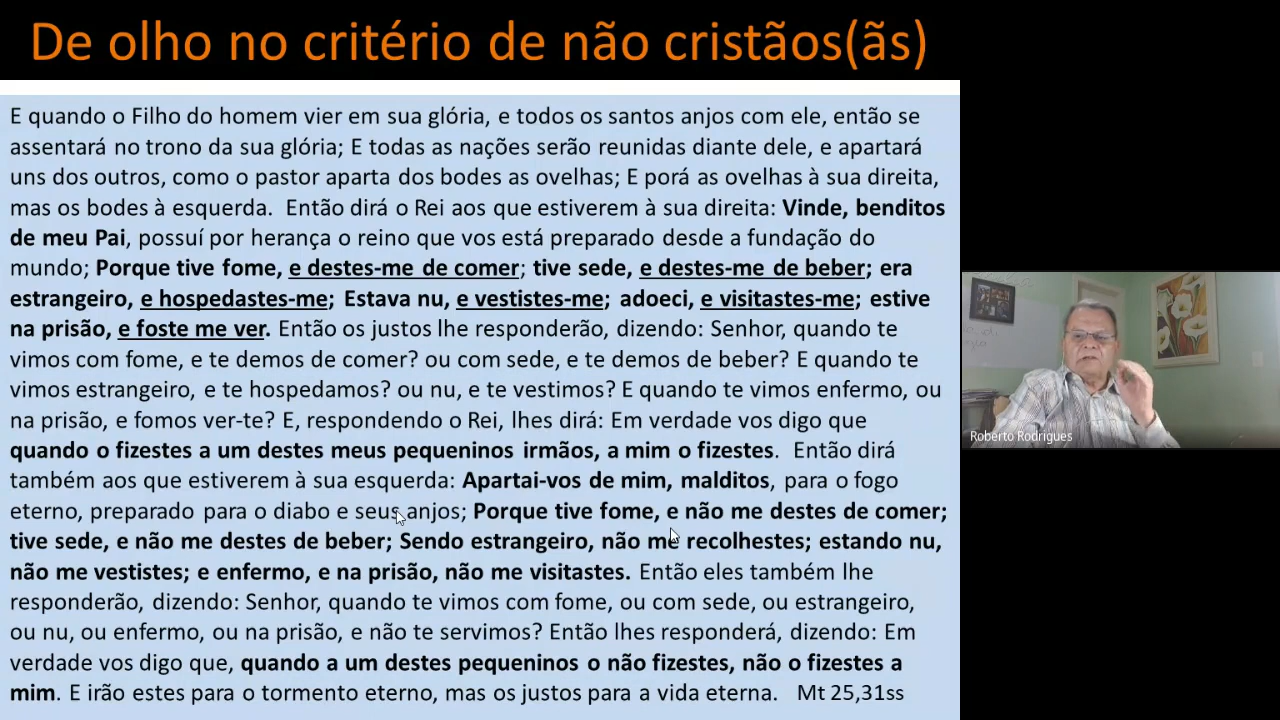 De olho no critério de não cristãos(ãs)
E quando o Filho do homem vier em sua glória, e todos os santos anjos com ele, então se
assentará no trono da sua glória; E todas as nações serão reunidas diante dele, e apartará
uns dos outros, como o pastor aparta dos bodes as ovelhas; E porá as ovelhas à sua direita,
mas os bodes à esquerda. Então dirá o Rei aos que estiverem à sua direita: Vinde, benditos
de meu Pai, possuí por herança o reino que vos está preparado desde a fundação do
mundo; Porque tive fome, e destes-me de comer; tive sede, e destes-me de beber; era
estrangeiro, e hospedastes-me; Estava nu, e vestistes-me; adoeci, e visitastes-me; estive
na prisão, e foste me ver. Então os justos lhe responderão, dizendo: Senhor, quando te
vimos com fome, e te demos de comer? ou com sede, e te demos de beber? E quando te
vimos estrangeiro, e te hospedamos? ou nu, e te vestimos? E quando te vimos enfermo, ou
na prisão, e fomos ver-te? E, respondendo o Rei, lhes dirá: Em verdade vos digo que
quando o fizestes a um destes meus pequeninos irmãos, a mim o fizestes. Então dirá
também aos que estiverem à sua esquerda: Apartai-vos de mim, malditos, para o fogo
eterno, preparado para o diabo e seus anjos; Porque tive fome, e não me destes de comer;
tive sede, e não me destes de beber; Sendo estrangeiro, não me recolhestes; estando nu,
não me vestistes; e enfermo, e na prisão, não me visitastes. Então eles também lhe
responderão, dizendo: Senhor, quando te vimos com fome, ou com sede, ou estrangeiro,
ou nu, ou enfermo, ou na prisão, e não te servimos? Então lhes responderá, dizendo: Em
verdade vos digo que, quando a um destes pequeninos o não fizestes, não o fizestes a
mim. E irão estes para o tormento eterno, mas os justos para a vida eterna. Mt 25,31ss
Roberto Rodrigues